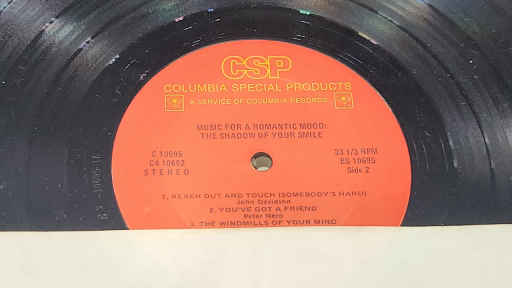 CSP
COLUMBIA SPECIAL PRODUCTS
A SERVICE OF COLUMBIA RECORDS
MUSIC FOR A ROMANTIC MOOD:
THE SHADOW OF YOUR SMILE
C 10695
C4 10692
STEREO
33 1/3 RPM
ES 10695
Side 2
1. REACH OUT AND TOUCH (SOMEBODY'S HAND)
John Davidson
2. YOU'VE GOT A FRIEND
Peter Nero
3. THE WINDMILLS OF YOUR MIND